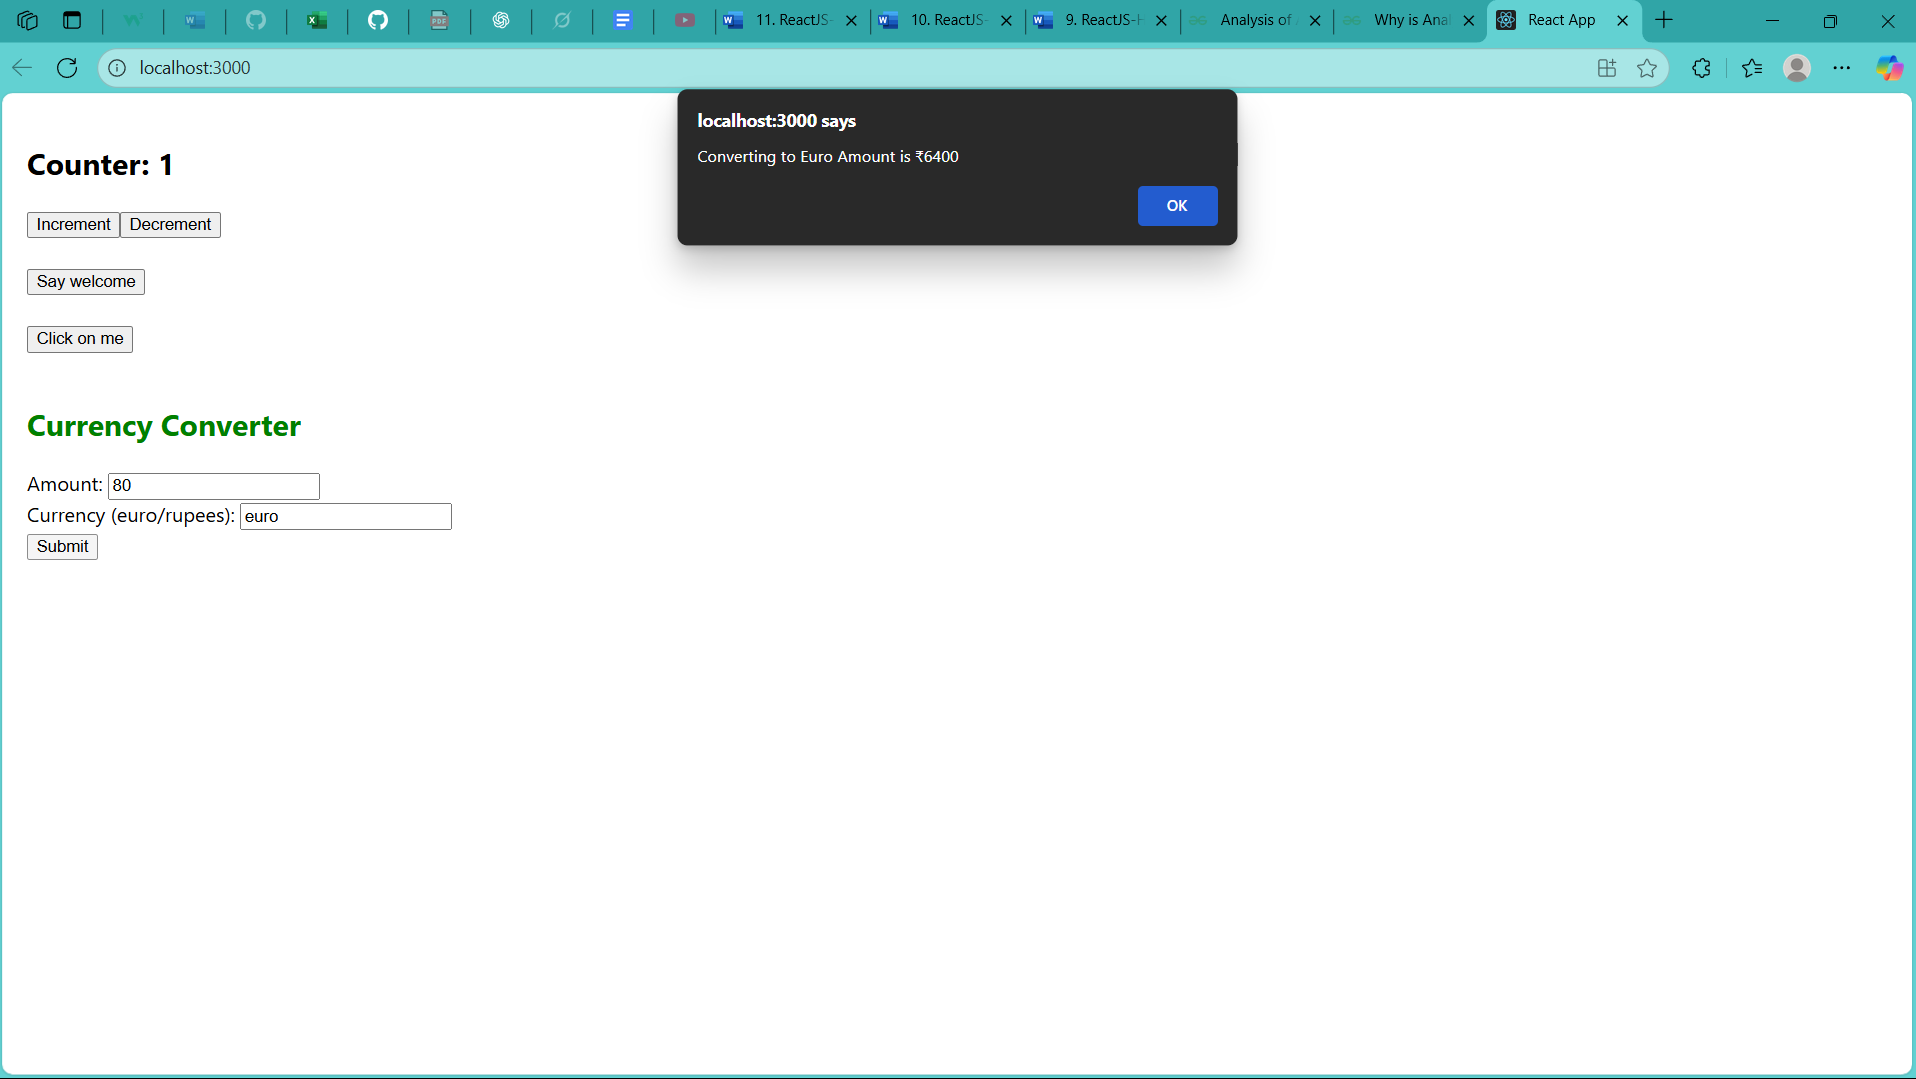 11. ReactJS-
10. ReactJS-
9. ReactJS-H
Analysis of
Why is Anal
React App
localhost:3000
localhost:3000 says
Converting to Euro Amount is ₹6400
OK
Counter: 1
Increment Decrement
Say welcome
Click on me
Currency Converter
Amount: 80
Currency (euro/rupees): euro
Submit